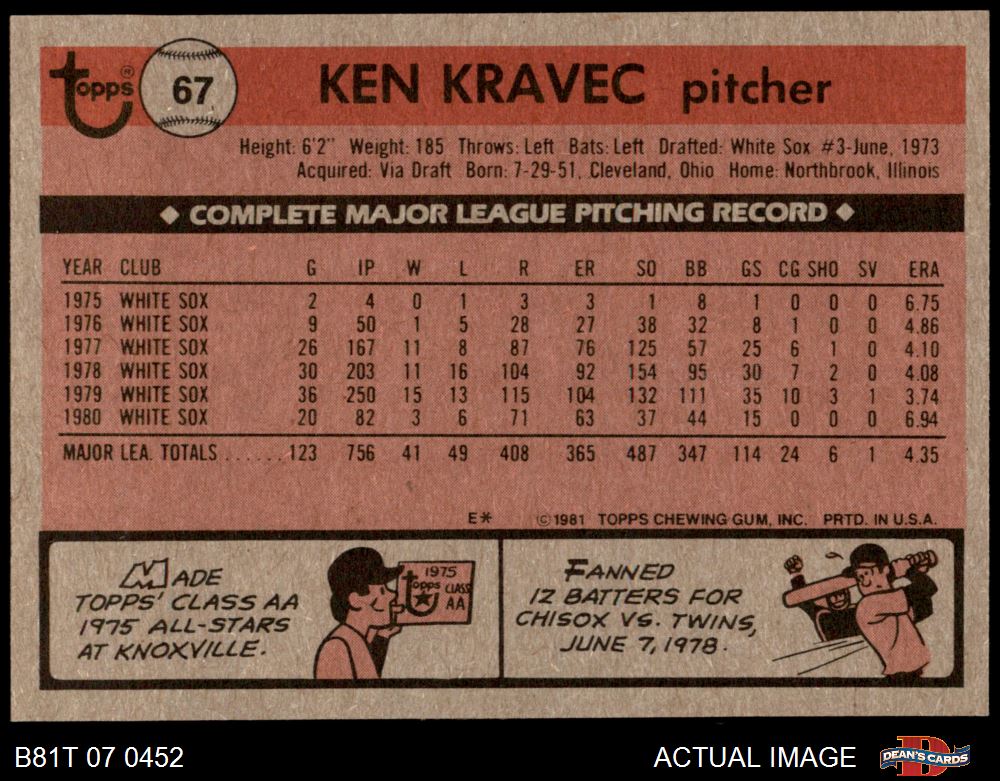 Topps® 67 KEN KRAVEC pitcher
Height: 6'2" Weight: 185 Throws: Left Bats: Left Drafted: White Sox #3-June, 1973
Acquired: Via Draft Born: 7-29-51, Cleveland, Ohio Home: Northbrook, Illinois
◆ COMPLETE MAJOR LEAGUE PITCHING RECORD ◆
YEAR CLUB G IP W L R ER SO BB GS CG SHO SV ERA
1975 WHITE SOX 2 4 0 1 3 3 1 8 1 0 0 0 6.75
1976 WHITE SOX 9 50 1 5 28 27 38 32 8 1 0 0 4.86
1977 WHITE SOX 26 167 11 8 87 76 125 57 25 6 1 0 4.10
1978 WHITE SOX 30 203 11 16 104 92 154 95 30 7 2 0 4.08
1979 WHITE SOX 36 250 15 13 115 104 132 111 35 10 3 1 3.74
1980 WHITE SOX 20 82 3 6 71 63 37 44 15 0 0 0 6.94
MAJOR LEA. TOTALS ...... 123 756 41 49 408 365 487 347 114 24 6 1 4.35
E* ©1981 TOPPS CHEWING GUM, INC. PRTD. IN U.S.A.
MADE
TOPPS' CLASS AA
1975 ALL-STARS
AT KNOXVILLE.
1975
Topps CLASS
AA
FANNED
12 BATTERS FOR
CHISOX VS. TWINS,
JUNE 7, 1978.
B81T 07 0452 ACTUAL IMAGE DEAN'S CARDS